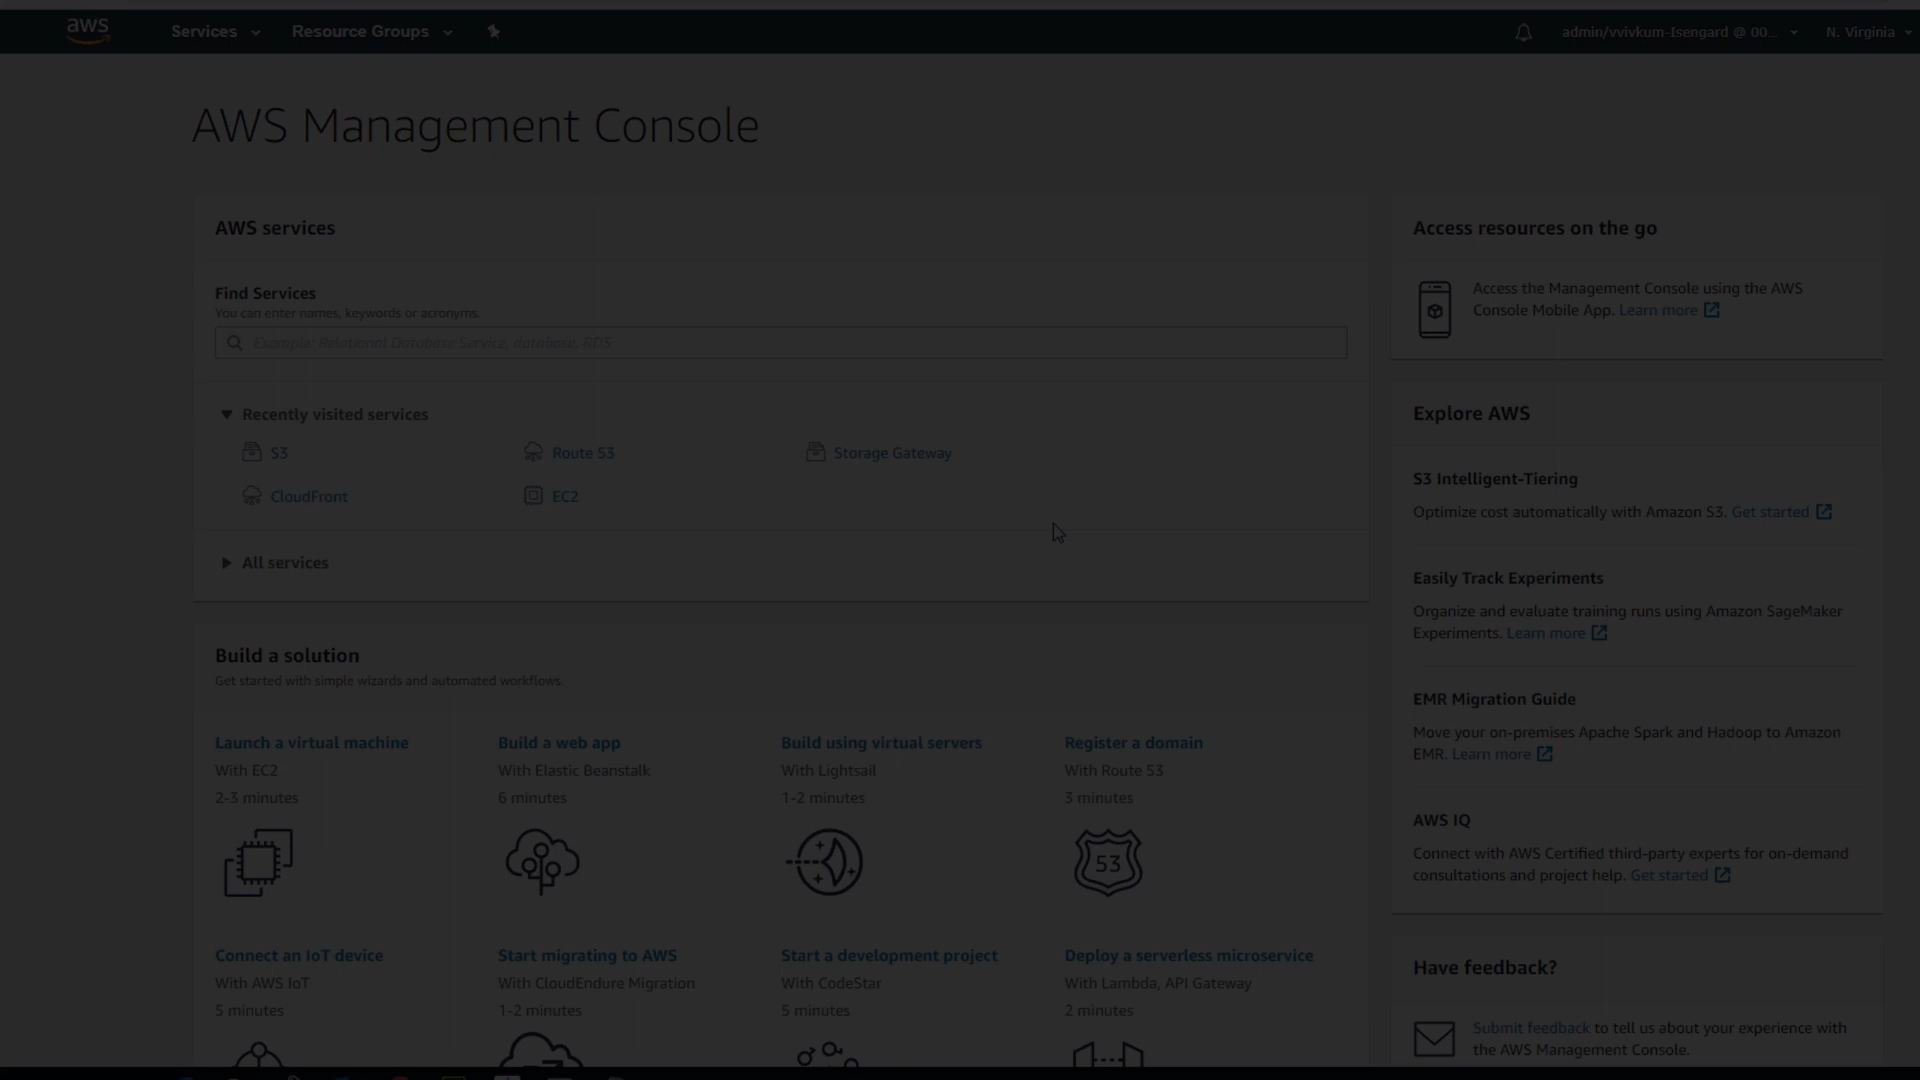 aws Services Resource Groups admin/vvivkum-Isengard @ 00... N. Virginia
AWS Management Console
AWS services
Find Services
You can enter names, keywords or acronyms.
Example: Relational Database Service, database, RDS
Recently visited services
S3 Route 53 Storage Gateway
CloudFront EC2
All services
Build a solution
Get started with simple wizards and automated workflows.
Launch a virtual machine
With EC2
2-3 minutes
Build a web app
With Elastic Beanstalk
6 minutes
Build using virtual servers
With Lightsail
1-2 minutes
Register a domain
With Route 53
3 minutes
53
Connect an IoT device
With AWS IoT
5 minutes
Start migrating to AWS
With CloudEndure Migration
1-2 minutes
Start a development project
With CodeStar
5 minutes
Deploy a serverless microservice
With Lambda, API Gateway
2 minutes
Access resources on the go
Access the Management Console using the AWS
Console Mobile App. Learn more
Explore AWS
S3 Intelligent-Tiering
Optimize cost automatically with Amazon S3. Get started
Easily Track Experiments
Organize and evaluate training runs using Amazon SageMaker
Experiments. Learn more
EMR Migration Guide
Move your on-premises Apache Spark and Hadoop to Amazon
EMR. Learn more
AWS IQ
Connect with AWS Certified third-party experts for on-demand
consultations and project help. Get started
Have feedback?
Submit feedback to tell us about your experience with
the AWS Management Console.